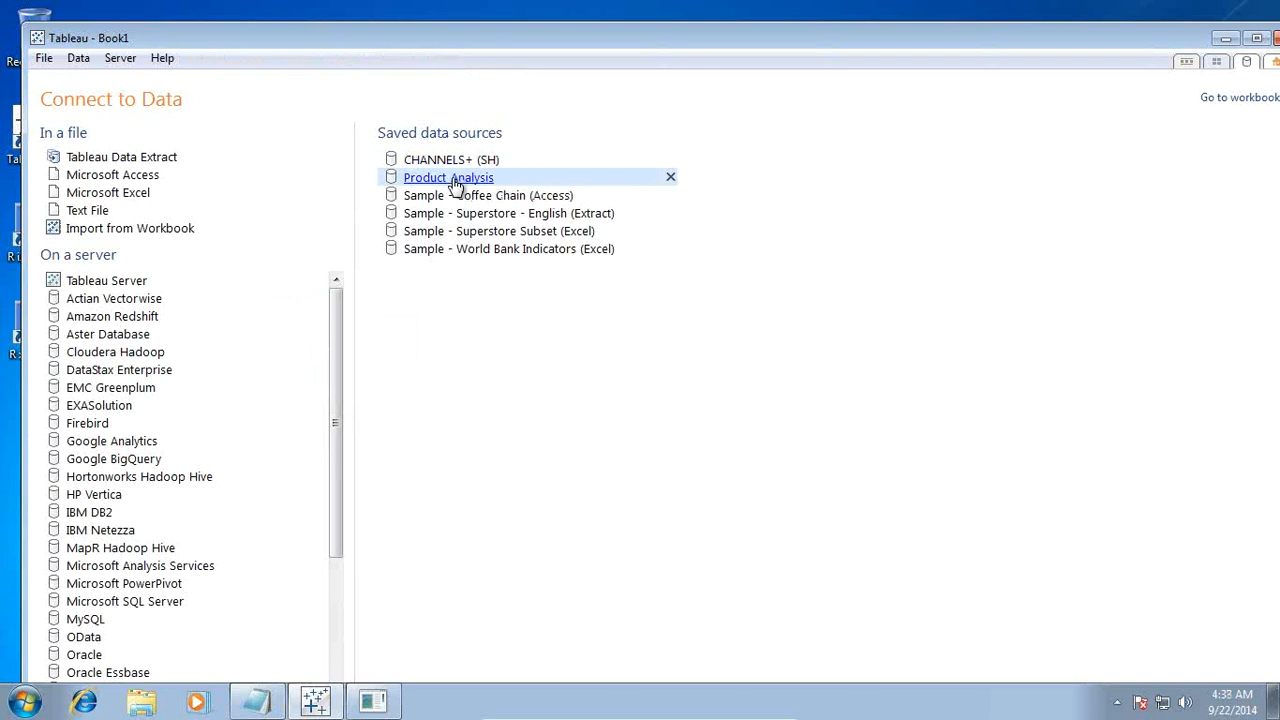 Tableau - Book1
File Data Server Help
Connect to Data
Go to workbook
In a file
Tableau Data Extract
Microsoft Access
Microsoft Excel
Text File
Import from Workbook
On a server
Tableau Server
Actian Vectorwise
Amazon Redshift
Aster Database
Cloudera Hadoop
DataStax Enterprise
EMC Greenplum
EXASolution
Firebird
Google Analytics
Google BigQuery
Hortonworks Hadoop Hive
HP Vertica
IBM DB2
IBM Netezza
MapR Hadoop Hive
Microsoft Analysis Services
Microsoft PowerPivot
Microsoft SQL Server
MySQL
OData
Oracle
Oracle Essbase
Saved data sources
CHANNELS+ (SH)
Product Analysis
Sample - Coffee Chain (Access)
Sample - Superstore - English (Extract)
Sample - Superstore Subset (Excel)
Sample - World Bank Indicators (Excel)
4:33 AM
9/22/2014